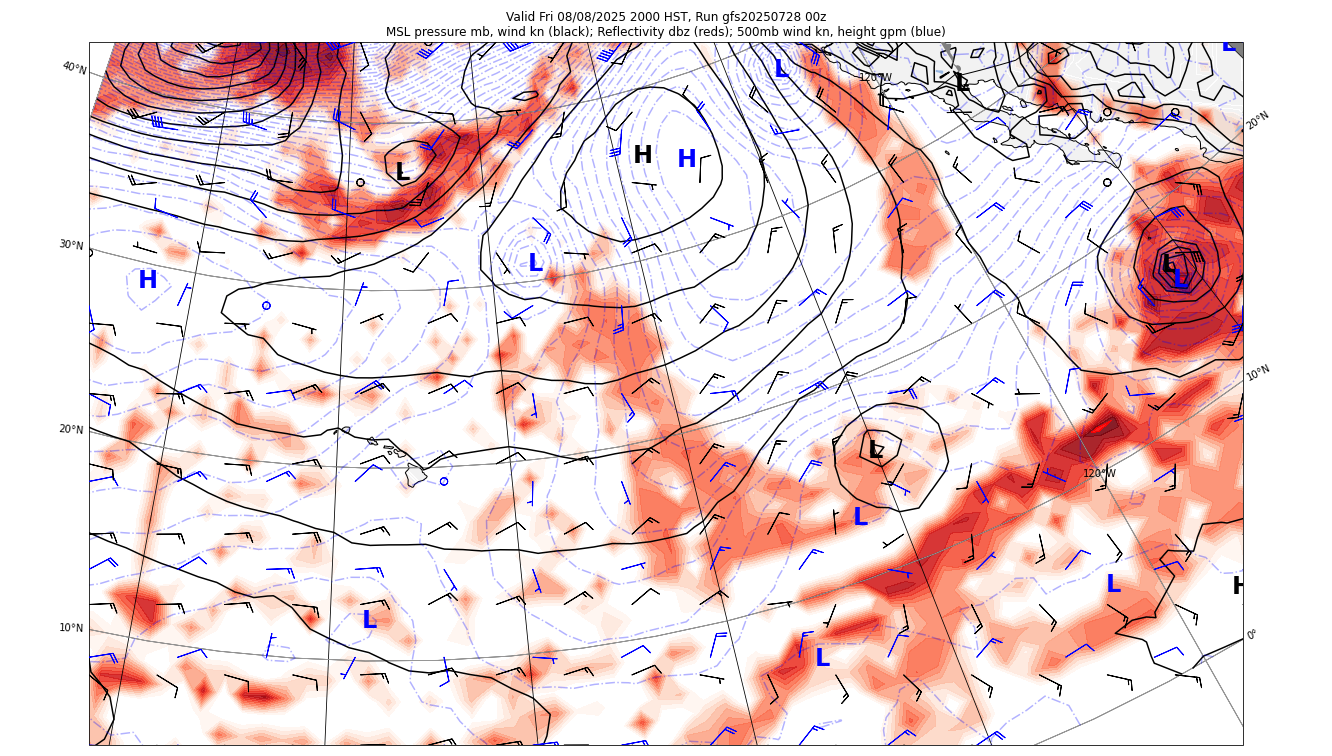 Valid Fri 08/08/2025 2000 HST, Run gfs20250728 00z
MSL pressure mb, wind kn (black); Reflectivity dbz (reds); 500mb wind kn, height gpm (blue)
L
40°N
L
120°W
L
20°N
H
H
L
30°N
L
H
L
L
10°N
20°N
L
120°W
L
L
H
10°N
L
0°
L